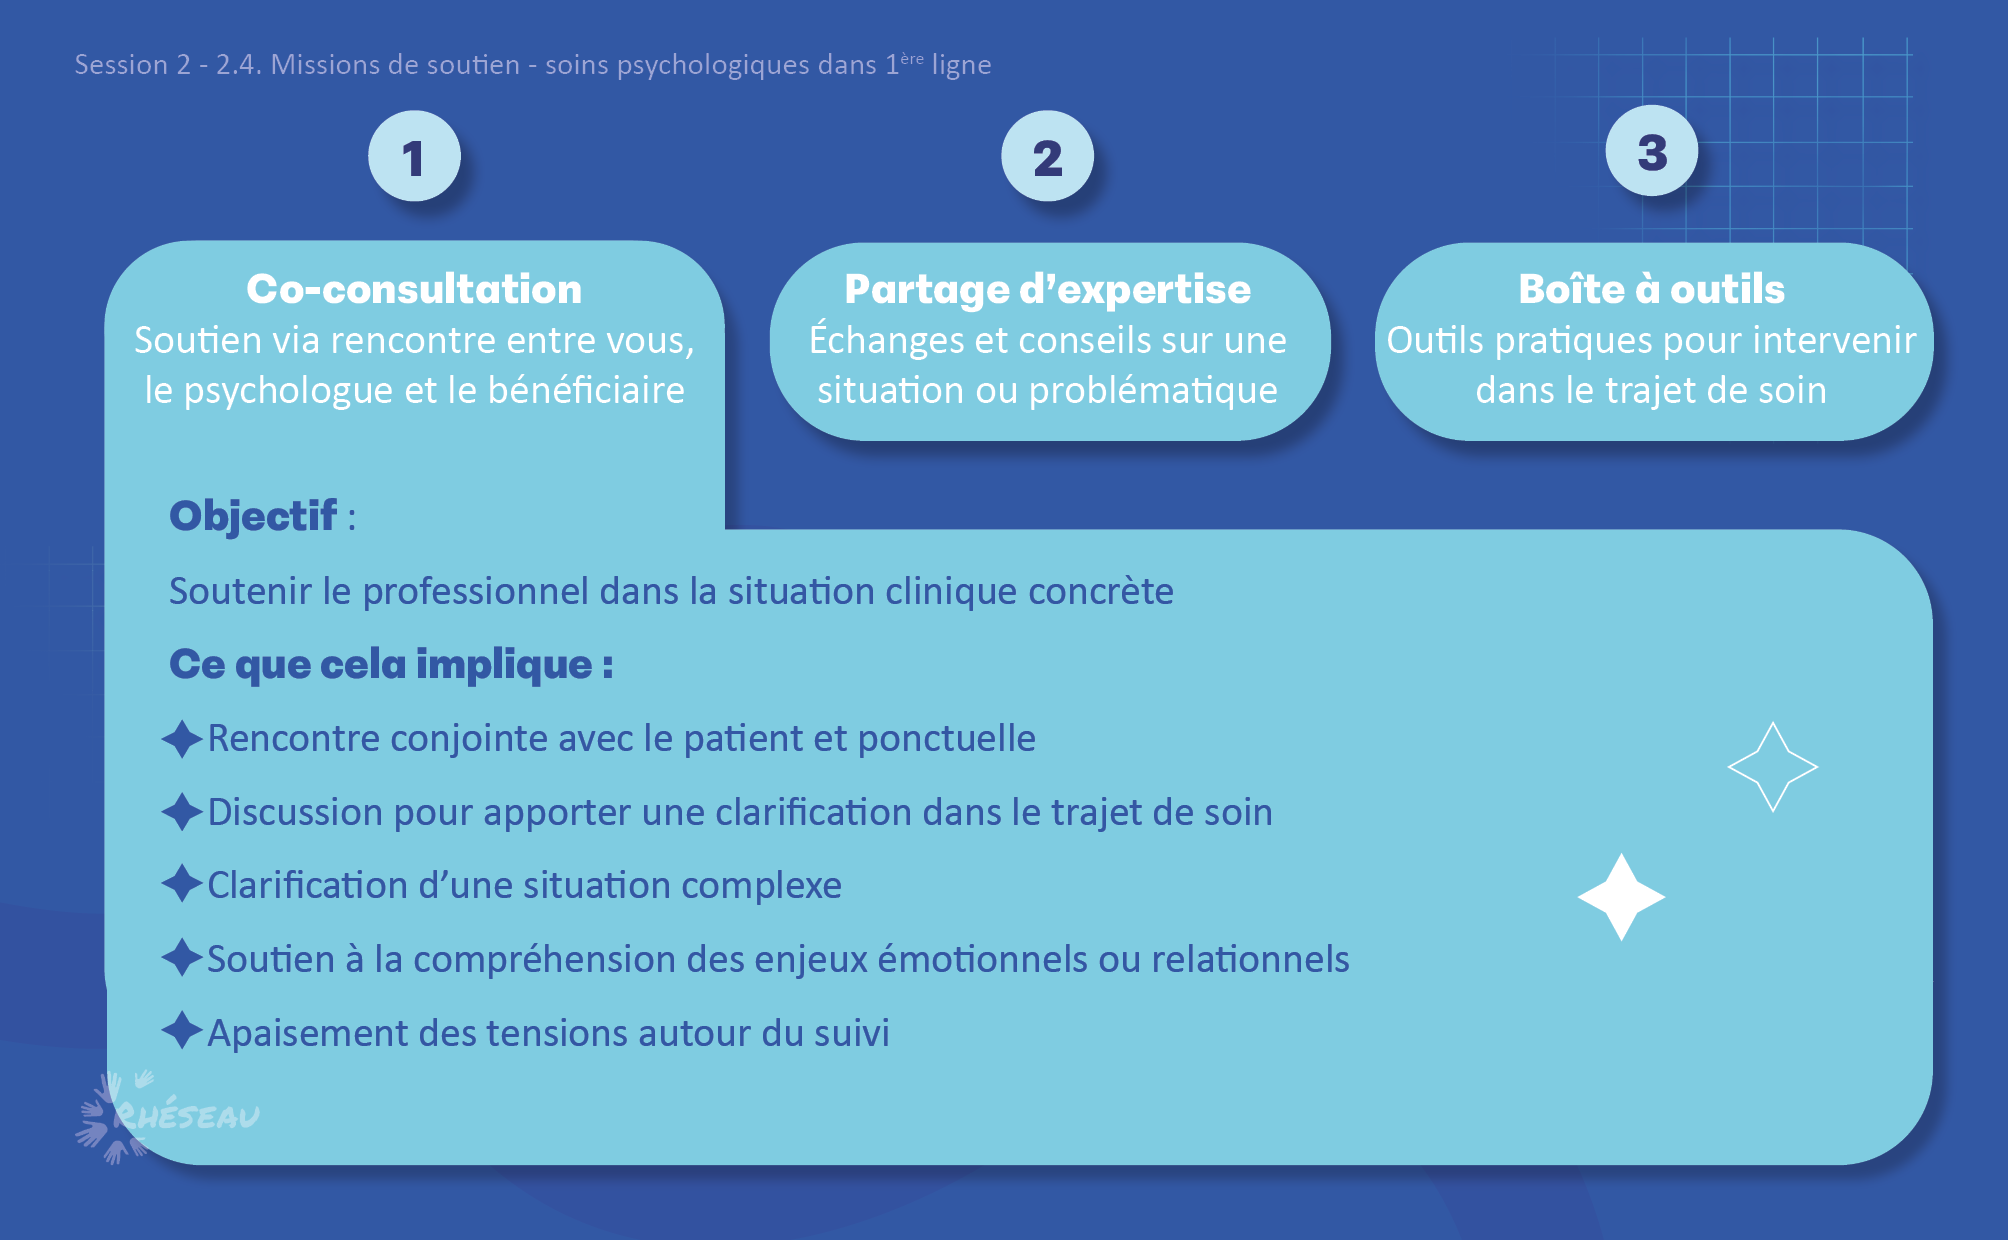 Session 2 - 2.4. Missions de soutien - soins psychologiques dans 1ère ligne
1
2
3
Co-consultation
Soutien via rencontre entre vous,
le psychologue et le bénéficiaire
Partage d’expertise
Échanges et conseils sur une
situation ou problématique
Boîte à outils
Outils pratiques pour intervenir
dans le trajet de soin
Objectif :
Soutenir le professionnel dans la situation clinique concrète
Ce que cela implique :
Rencontre conjointe avec le patient et ponctuelle
Discussion pour apporter une clarification dans le trajet de soin
Clarification d’une situation complexe
Soutien à la compréhension des enjeux émotionnels ou relationnels
Apaisement des tensions autour du suivi
RHÉSEAU